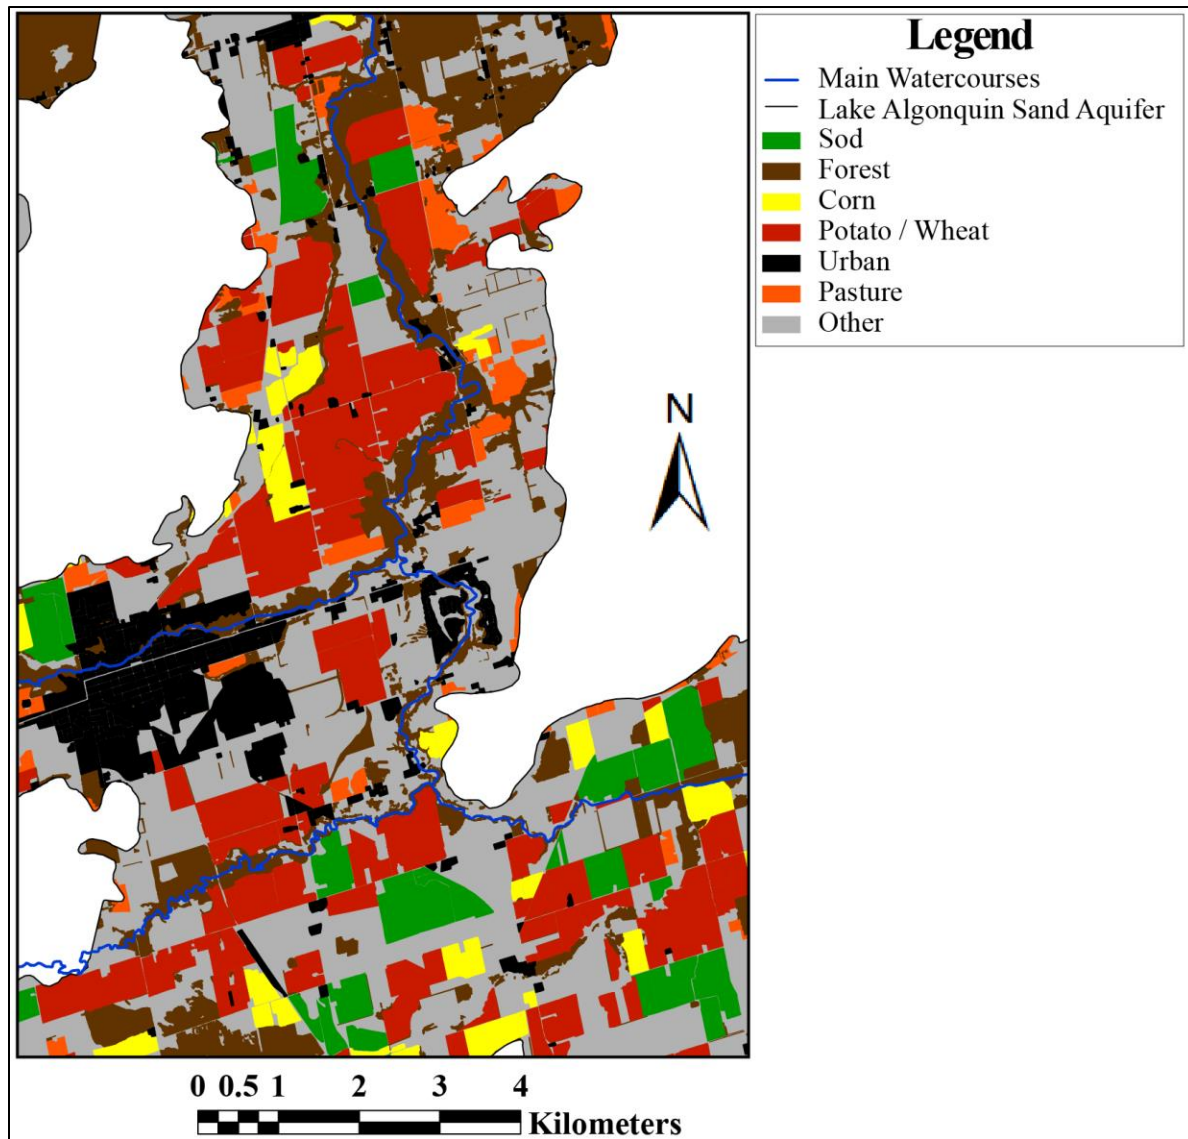 Legend
Main Watercourses
Lake Algonquin Sand Aquifer
Sod
Forest
Corn
Potato / Wheat
Urban
Pasture
Other
N
0 0.5 1 2 3 4
Kilometers